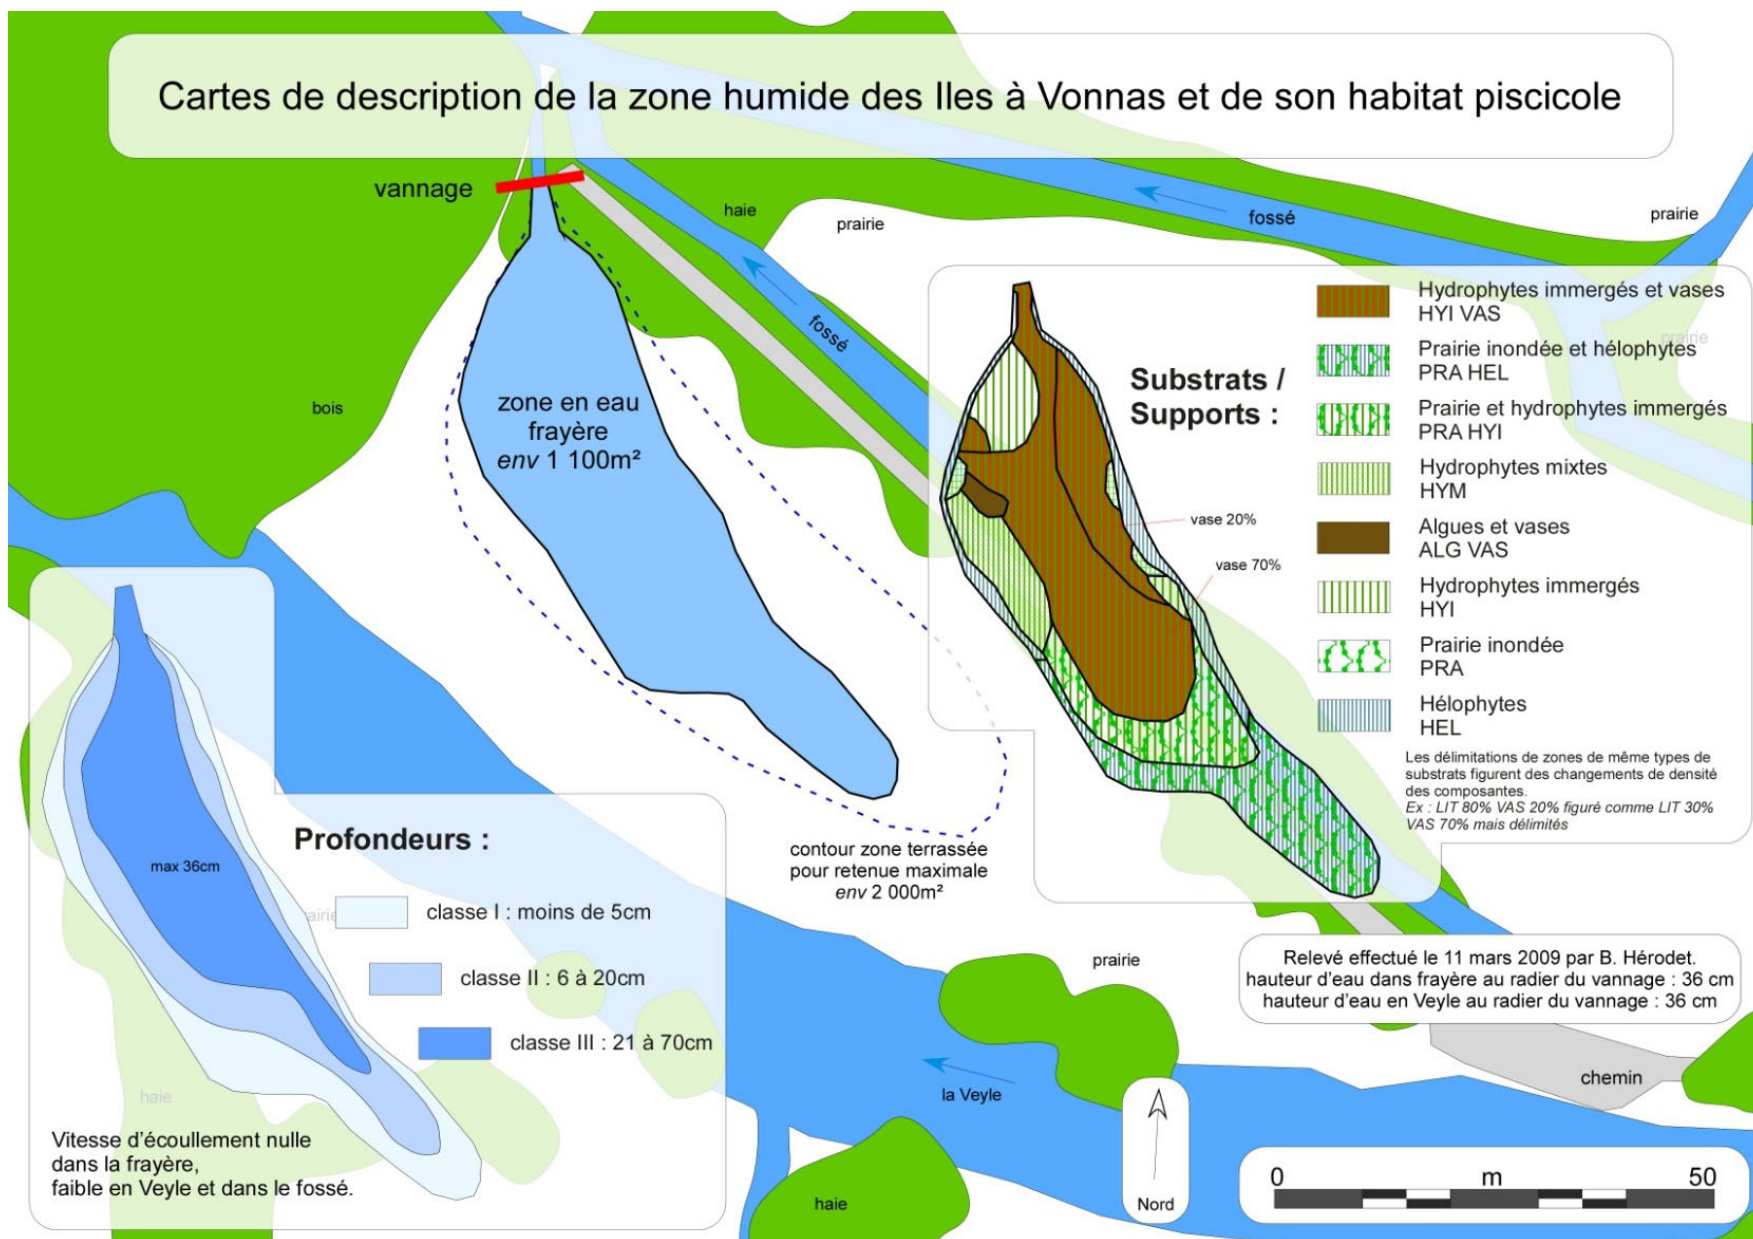 Cartes de description de la zone humide des Iles à Vonnas et de son habitat piscicole
vannage
haie
prairie
fossé
prairie
fossé
bois
zone en eau
frayère
env 1 100m²
Substrats /
Supports :
Hydrophytes immergés et vases
HYI VAS
Prairie inondée et hélophytes
PRA HEL
Prairie et hydrophytes immergés
PRA HYI
Hydrophytes mixtes
HYM
Algues et vases
ALG VAS
Hydrophytes immergés
HYI
Prairie inondée
PRA
Hélophytes
HEL
prairie
vase 20%
vase 70%
Les délimitations de zones de même types de
substrats figurent des changements de densité
des composantes.
Ex : LIT 80% VAS 20% figuré comme LIT 30%
VAS 70% mais délimités
contour zone terrassée
pour retenue maximale
env 2 000m²
Profondeurs :
max 36cm
prairie
classe I : moins de 5cm
classe II : 6 à 20cm
classe III : 21 à 70cm
haie
Vitesse d'écoullement nulle
dans la frayère,
faible en Veyle et dans le fossé.
prairie
la Veyle
haie
Nord
Relevé effectué le 11 mars 2009 par B. Hérodet.
hauteur d'eau dans frayère au radier du vannage : 36 cm
hauteur d'eau en Veyle au radier du vannage : 36 cm
chemin
0 m 50